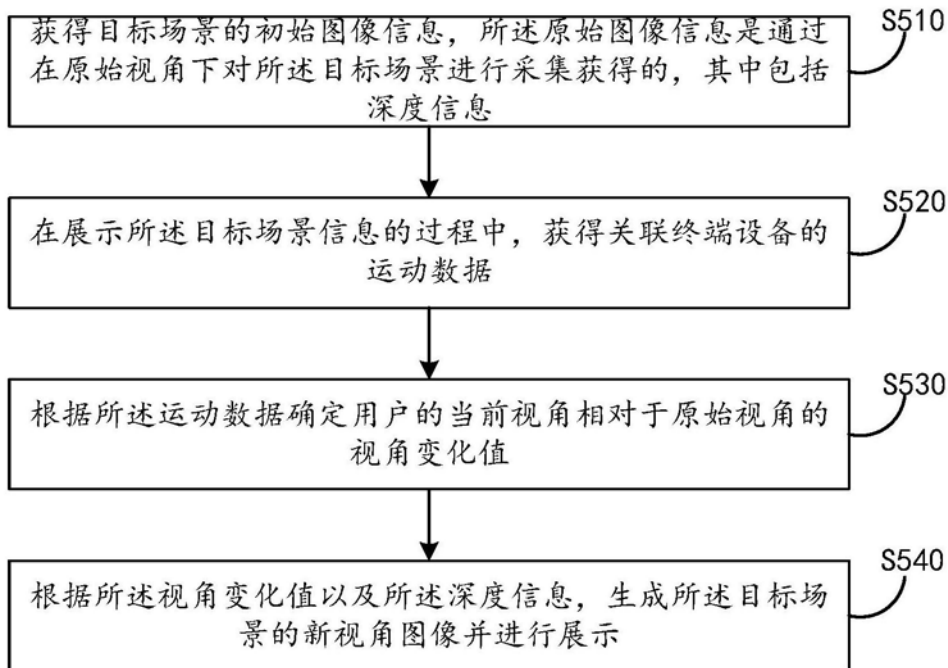 获得目标场景的初始图像信息，所述原始图像信息是通过
S510
在原始视角下对所述目标场景进行采集获得的，其中包括
深度信息
在展示所述目标场景信息的过程中，获得关联终端设备的
S520
运动数据
根据所述运动数据确定用户的当前视角相对于原始视角的
S530
视角变化值
根据所述视角变化值以及所述深度信息，生成所述目标场
S540
景的新视角图像并进行展示